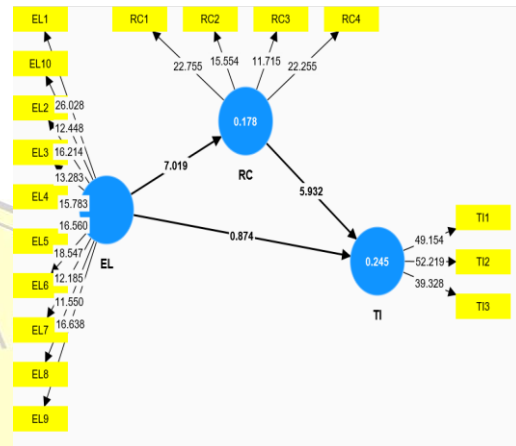 EL1
RC1
RC2
RC3
RC4
EL10
22.755
15.554
11.715
22.255
EL2
26.028
12.448
EL3
16.214
0.178
13.283
RC
EL4
15.783
7.019
5.932
16.560
EL5
18.547
EL
0.874
49.154
TI1
12.185
EL6
0.245
52.219
TI2
11.550
39.328
TI3
EL7
16.638
TI
EL8
EL9